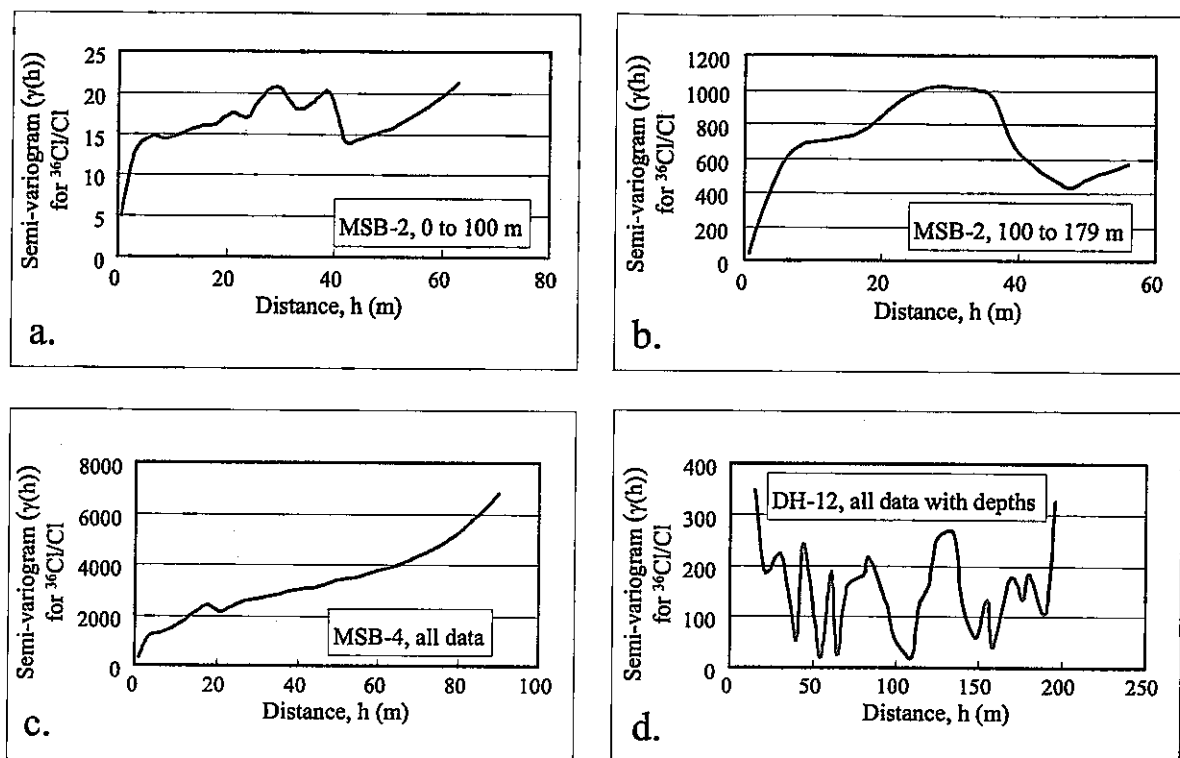 Semi-variogram (γ(h))
for ³⁶Cl/Cl
25
20
15
10
5
0
MSB-2, 0 to 100 m
0 20 40 60 80
Distance, h (m)
a.
Semi-variogram (γ(h))
for ³⁶Cl/Cl
1200
1000
800
600
400
200
0
MSB-2, 100 to 179 m
0 20 40 60
Distance, h (m)
b.
Semi-variogram (γ(h))
for ³⁶Cl/Cl
8000
6000
4000
2000
0
MSB-4, all data
0 20 40 60 80 100
Distance, h (m)
c.
Semi-variogram (γ(h))
for ³⁶Cl/Cl
400
300
200
100
0
DH-12, all data with depths
0 50 100 150 200 250
Distance, h (m)
d.